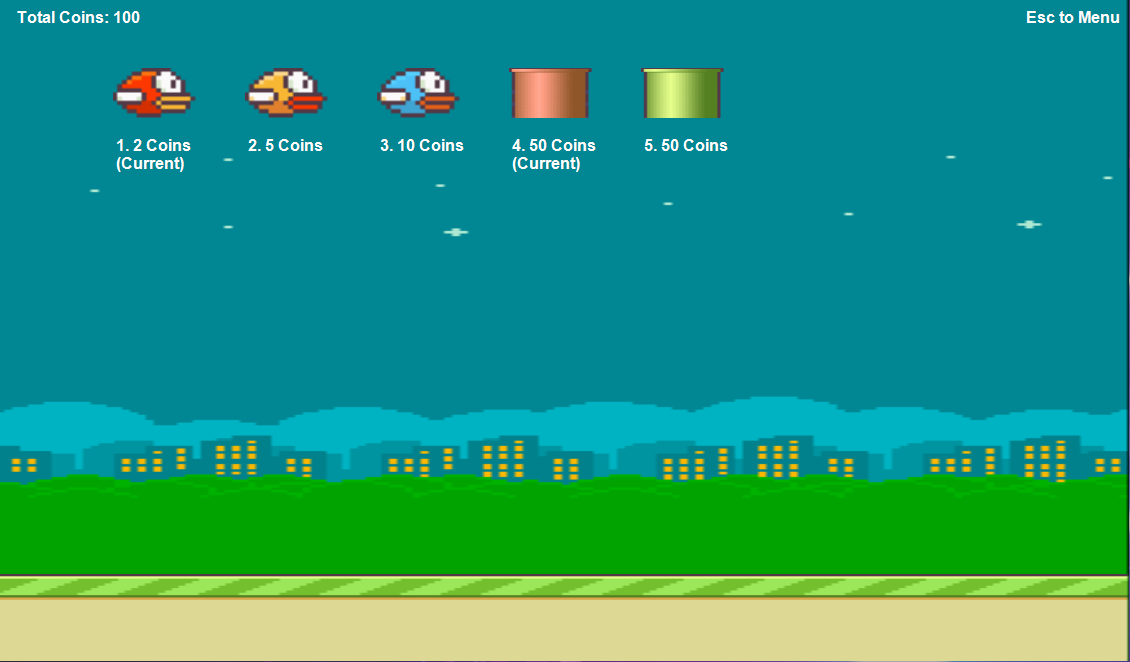 Total Coins: 100
Esc to Menu
1. 2 Coins
(Current)
2. 5 Coins
3. 10 Coins
4. 50 Coins
(Current)
5. 50 Coins